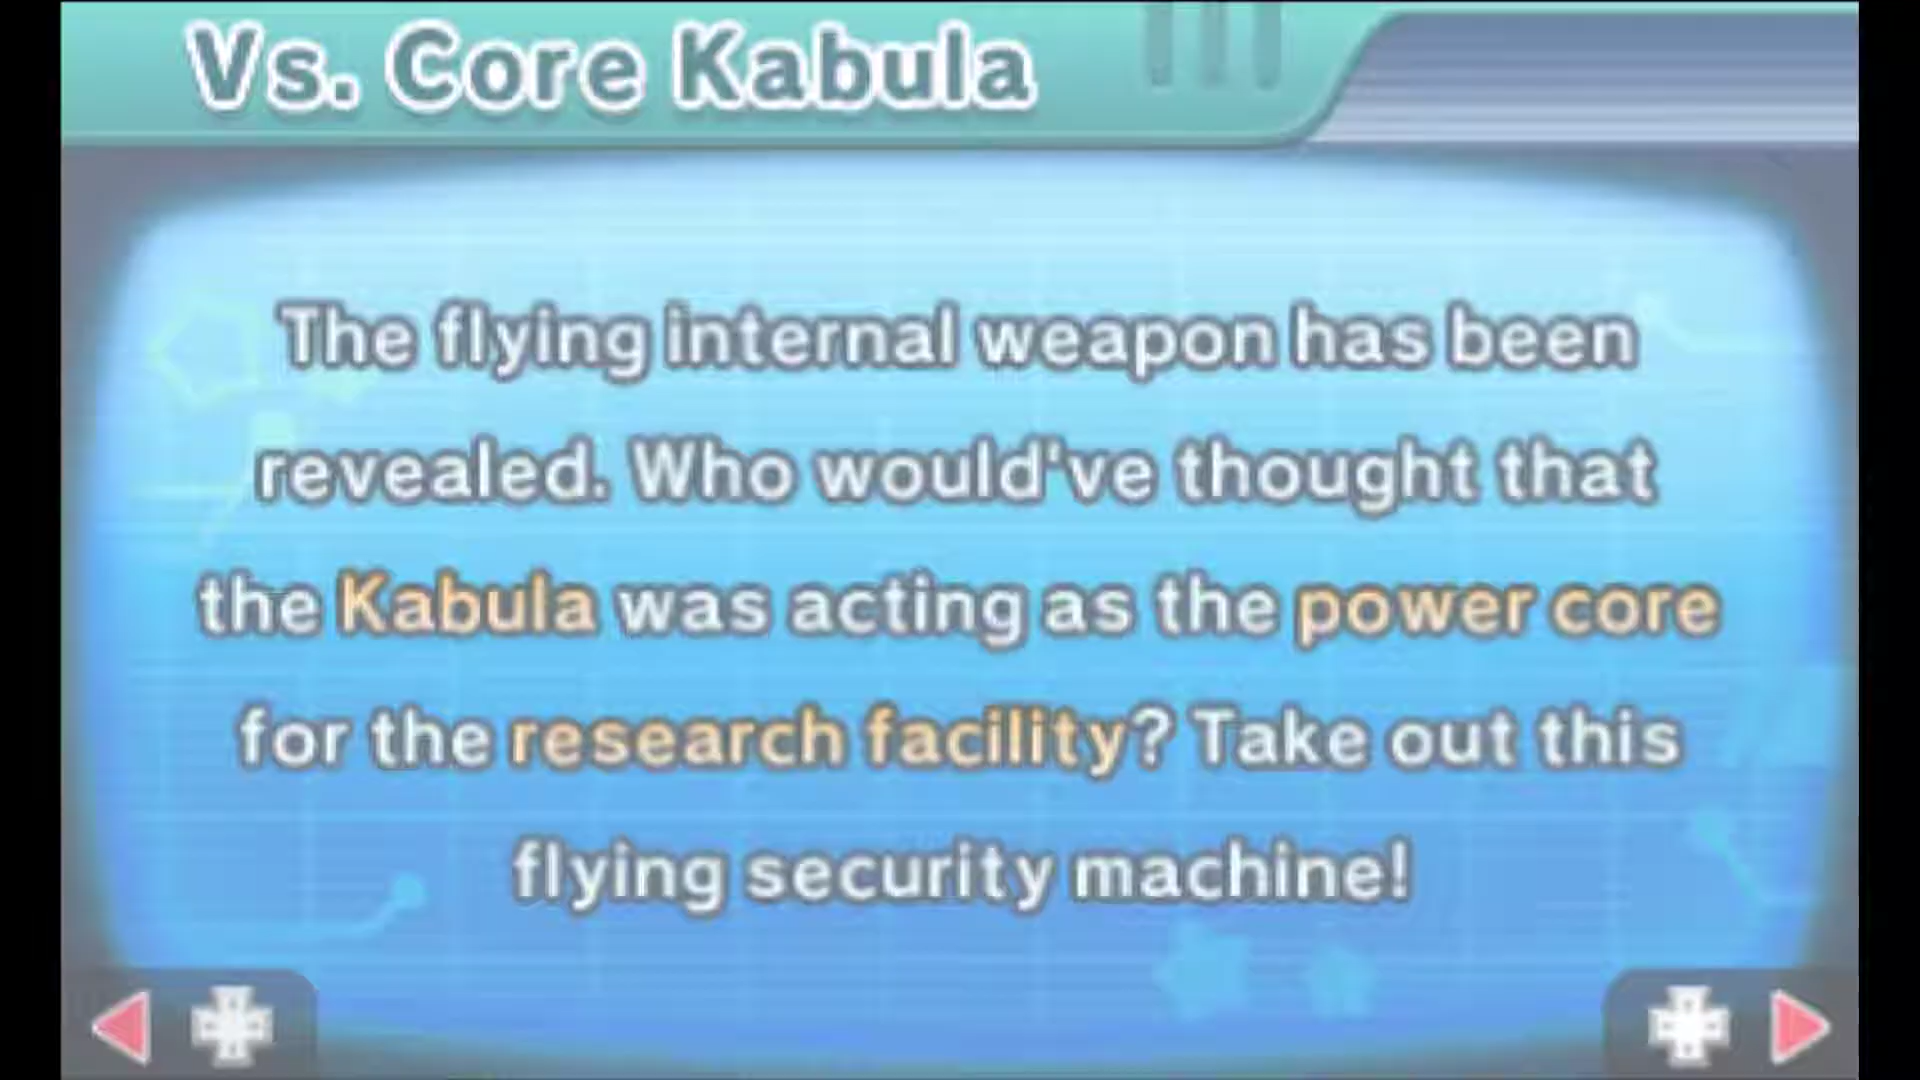 Vs. Core Kabula
The flying internal weapon has been
revealed. Who would've thought that
the Kabula was acting as the power core
for the research facility? Take out this
flying security machine!